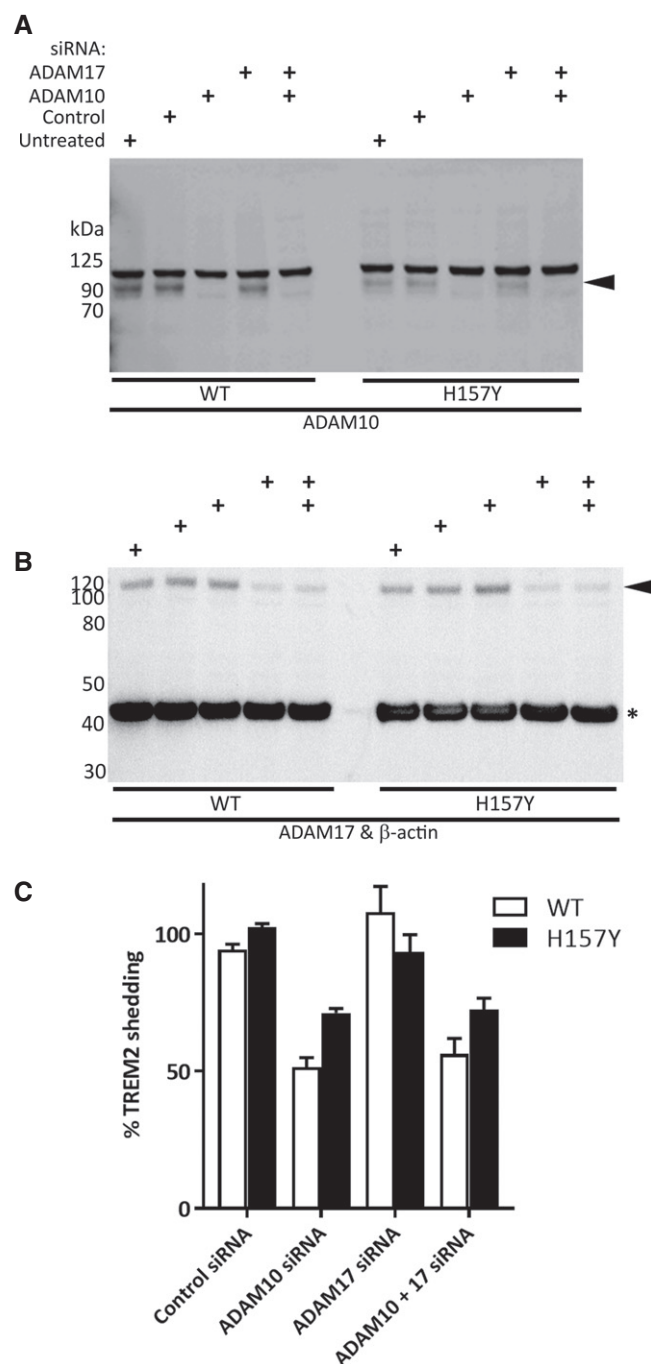 A
siRNA:
ADAM17 + + + +
ADAM10 + + + +
Control + +
Untreated + +
kDa
125
90
70
WT H157Y
ADAM10
+ + + +
+ + + +
+ +
+ +
B
120
100
80
50
40
30
*
WT H157Y
ADAM17 & β-actin
C
WT
H157Y
% TREM2 shedding
100
50
0
Control siRNA
ADAM10 siRNA
ADAM17 siRNA
ADAM10 + 17 siRNA